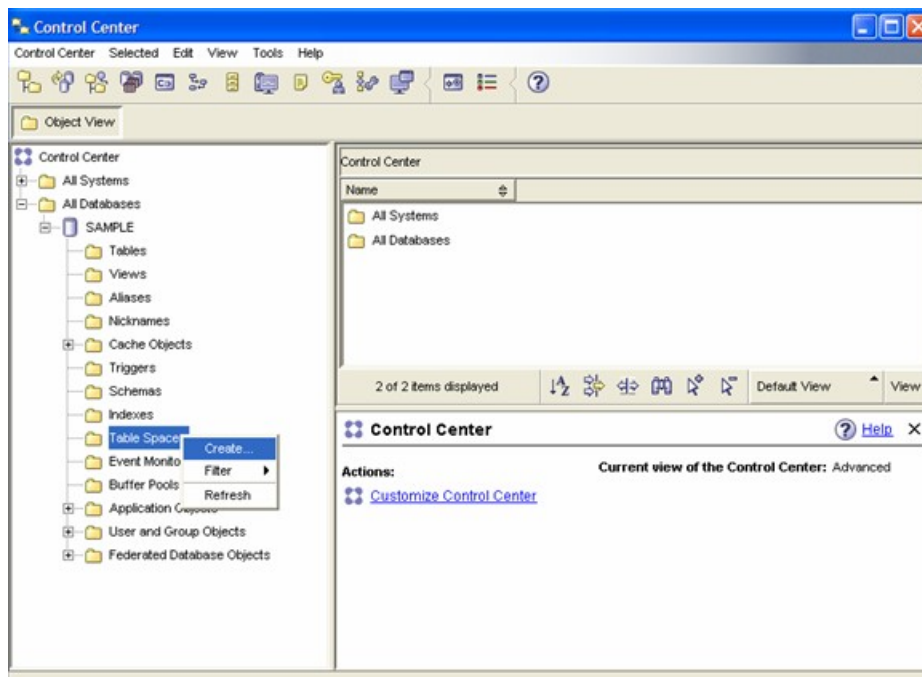 Control Center
Control Center Selected Edit View Tools Help
Object View
Control Center
All Systems
All Databases
SAMPLE
Tables
Views
Aliases
Nicknames
Cache Objects
Triggers
Schemas
Indexes
Table Space
Event Monito
Buffer Pools
Application
User and Group Objects
Federated Database Objects
Create...
Filter
Refresh
Control Center
Name
All Systems
All Databases
2 of 2 items displayed
Default View
View
Control Center
Help
Actions:
Current view of the Control Center: Advanced
Customize Control Center